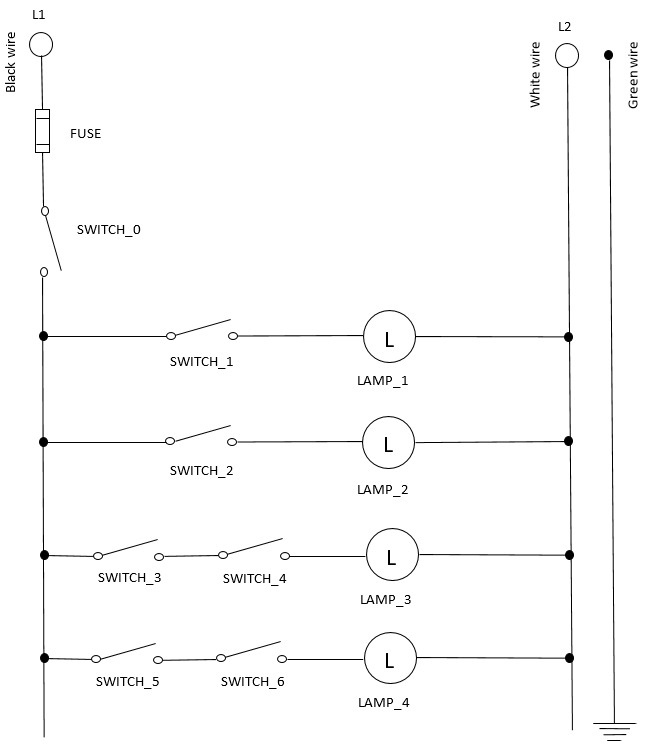 L1
L2
Black wire
White wire
Green wire
FUSE
SWITCH_0
L
SWITCH_1
LAMP_1
L
SWITCH_2
LAMP_2
L
SWITCH_3
SWITCH_4
LAMP_3
L
SWITCH_5
SWITCH_6
LAMP_4